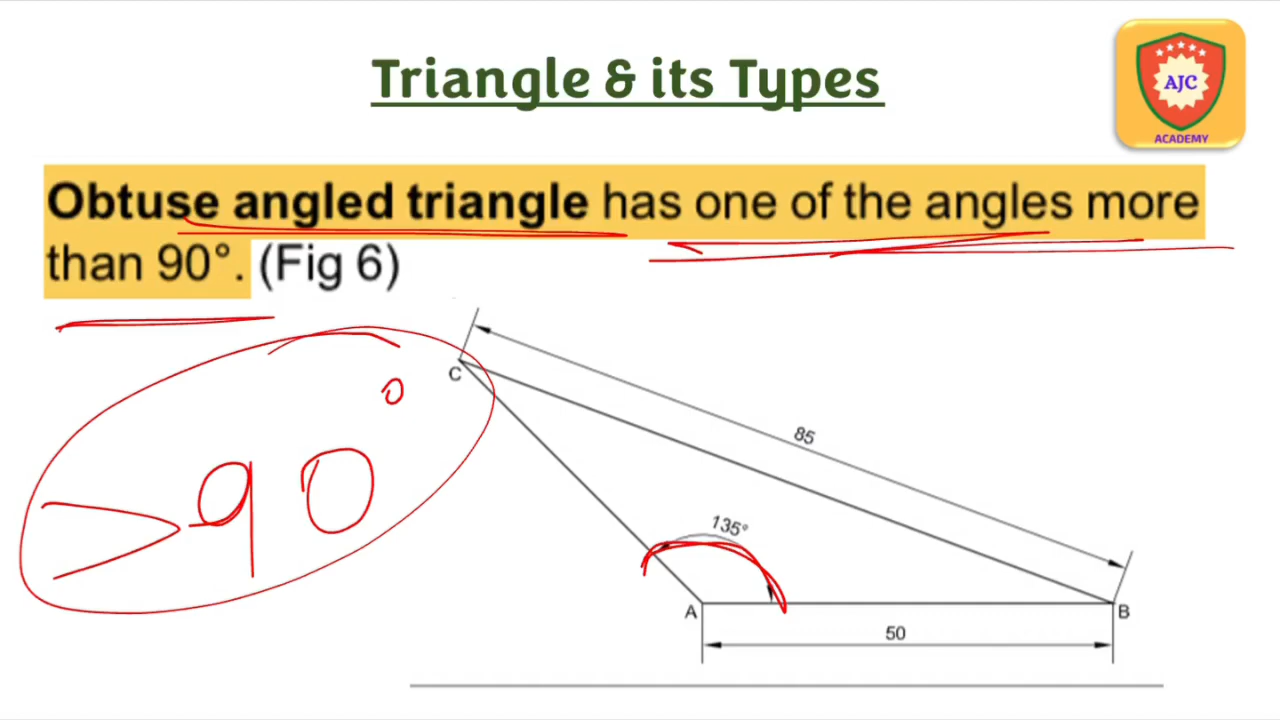 Triangle & its Types
AJC
ACADEMY
Obtuse angled triangle has one of the angles more
than 90°. (Fig 6)
>90°
C
85
135°
A
B
50